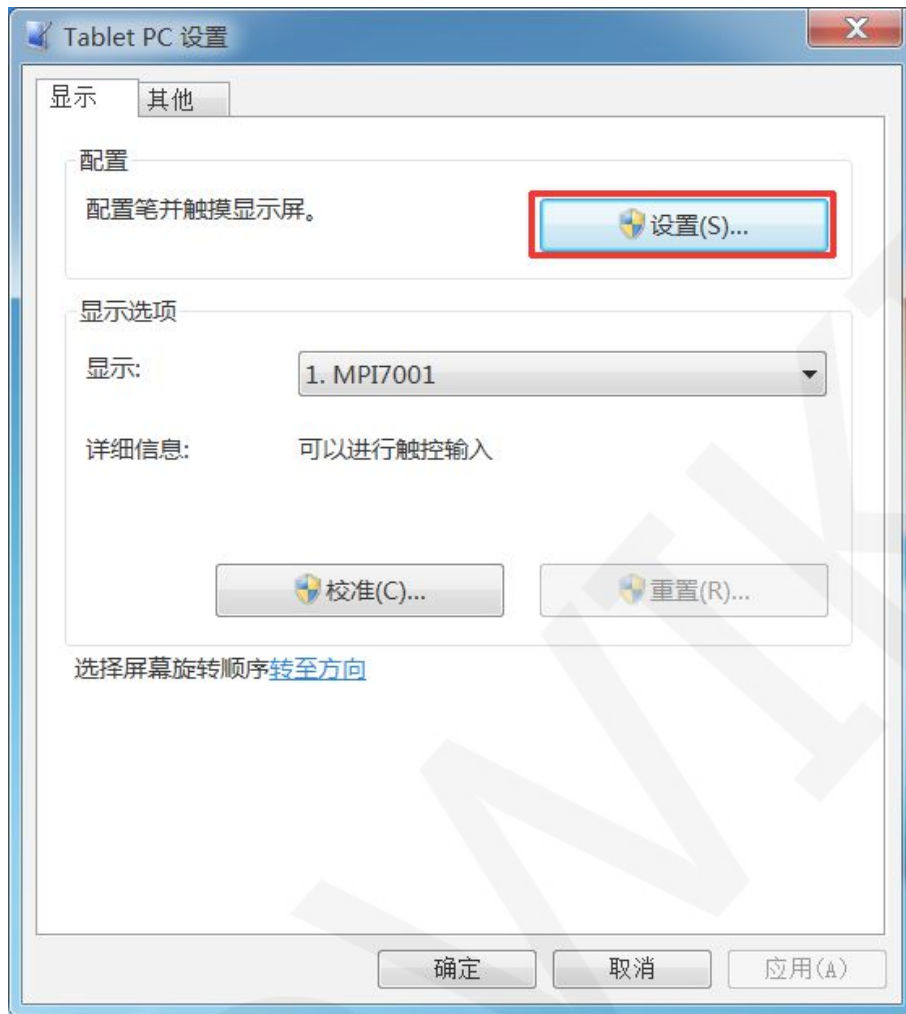 Tablet PC 设置
显示
其他
配置
配置笔并触摸显示屏。
设置(S)...
显示选项
显示:
1. MPI7001
详细信息:
可以进行触控输入
校准(C)...
重置(R)...
选择屏幕旋转顺序转至方向
确定
取消
应用(A)